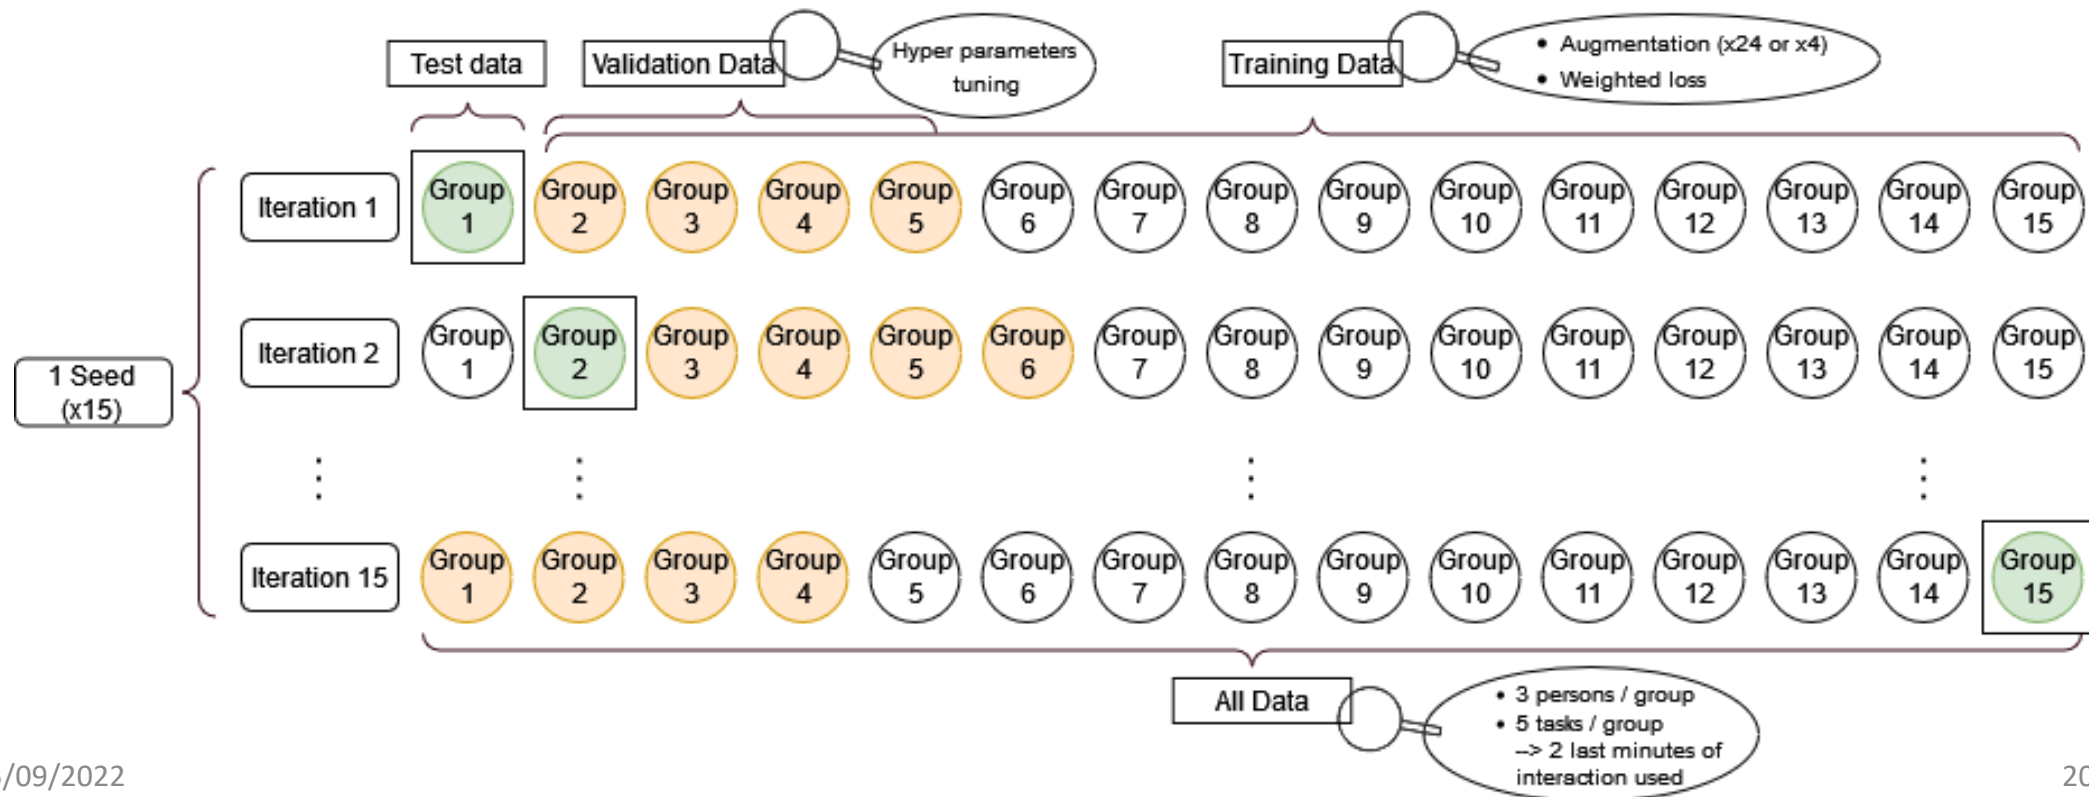 Test data
Validation Data
Hyper parameters
tuning
Training Data
• Augmentation (x24 or x4)
• Weighted loss
Iteration 1
Group 1
Group 2
Group 3
Group 4
Group 5
Group 6
Group 7
Group 8
Group 9
Group 10
Group 11
Group 12
Group 13
Group 14
Group 15
1 Seed
(x15)
Iteration 2
Group 1
Group 2
Group 3
Group 4
Group 5
Group 6
Group 7
Group 8
Group 9
Group 10
Group 11
Group 12
Group 13
Group 14
Group 15
Iteration 15
Group 1
Group 2
Group 3
Group 4
Group 5
Group 6
Group 7
Group 8
Group 9
Group 10
Group 11
Group 12
Group 13
Group 14
Group 15
All Data
• 3 persons / group
• 5 tasks / group
--> 2 last minutes of
interaction used
/09/2022
20